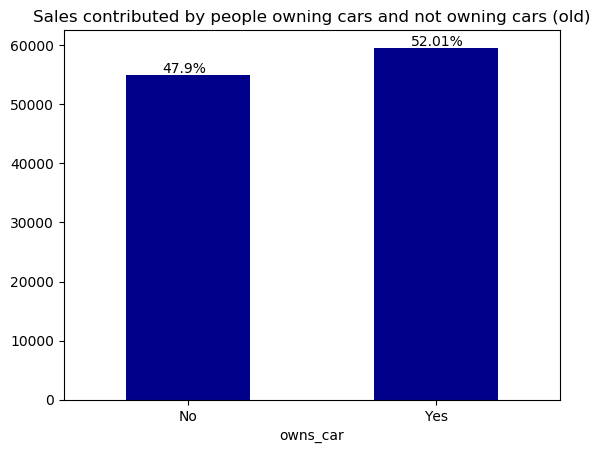 Sales contributed by people owning cars and not owning cars (old)
60000
50000
40000
30000
20000
10000
0
47.9%
52.01%
No
Yes
owns_car